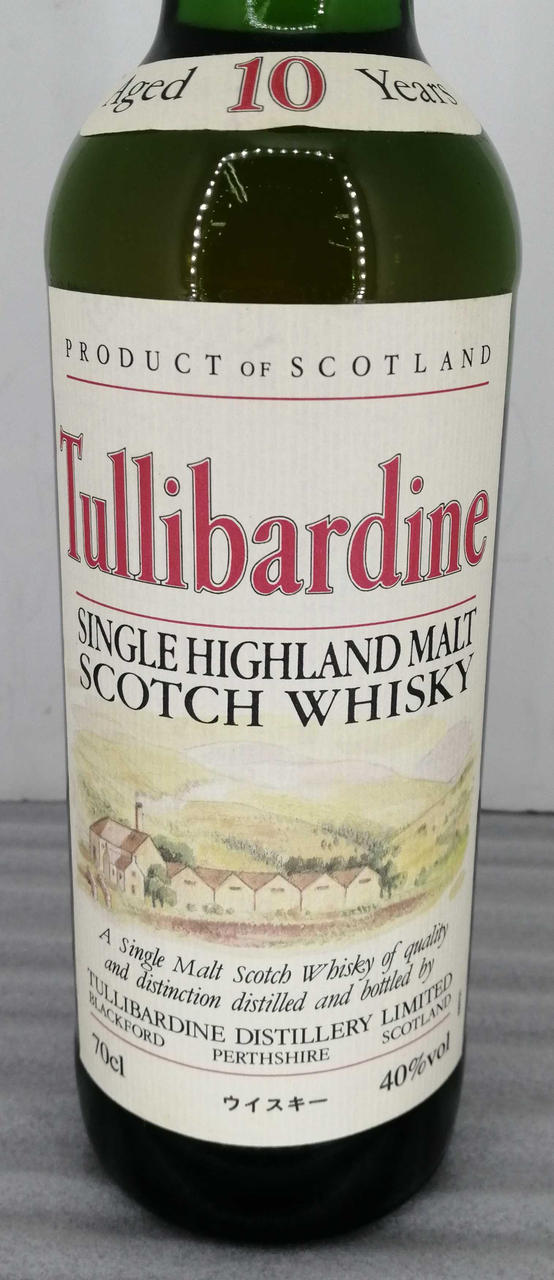 Aged 10 Years
PRODUCT OF SCOTLAND
Tullibardine
SINGLE HIGHLAND MALT
SCOTCH WHISKY
A Single Malt Scotch Whisky of quality
and distinction distilled and bottled by
TULLIBARDINE DISTILLERY LIMITED
BLACKFORD PERTHSHIRE SCOTLAND
70cl 40%vol
ウイスキー